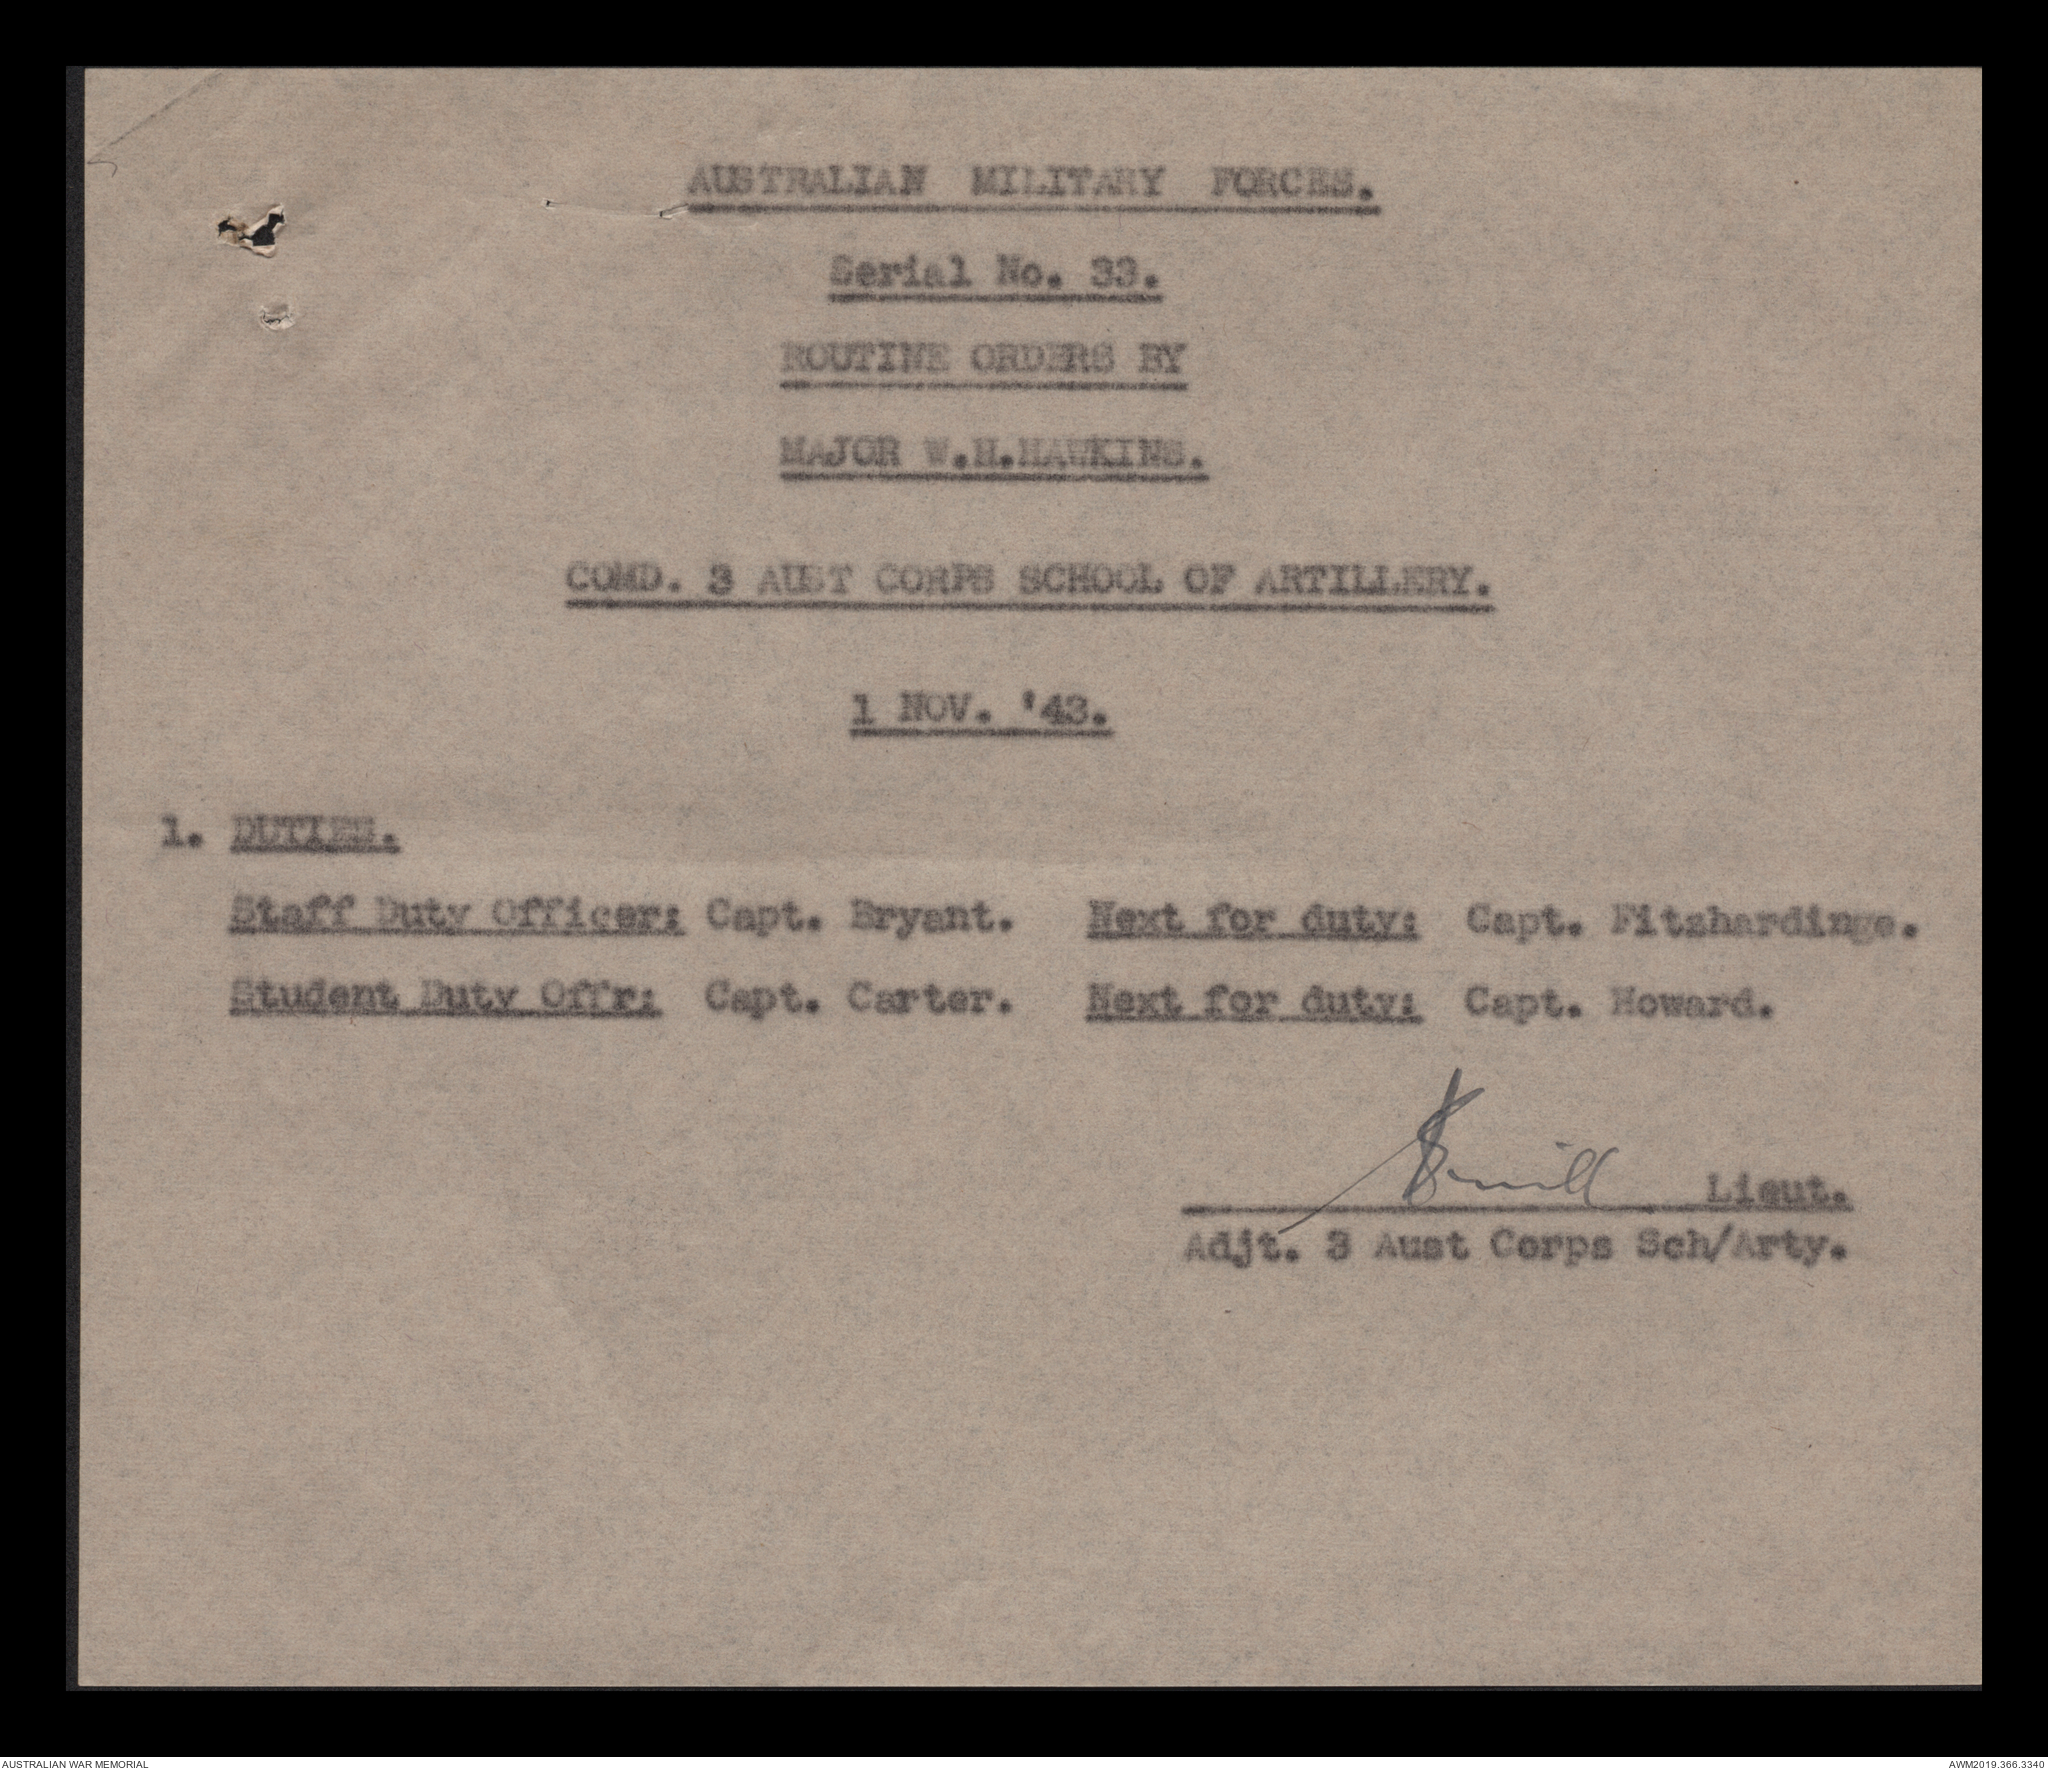 AUSTRALIAN MILITARY FORCES.
Serial No. 33.
ROUTINE ORDERS BY
MAJOR W.H.HAWKINS.
COMD. 3 AUST CORPS SCHOOL OF ARTILLERY.
1 NOV. '43.
1. DUTIES.
Staff Duty Officer: Capt. Bryant. Next for duty: Capt. Fitzhardinge.
Student Duty Offr: Capt. Carter. Next for duty: Capt. Howard.
Lieut.
Adjt. 3 Aust Corps Sch/Arty.
AUSTRALIAN WAR MEMORIAL AWM2019.366.3340